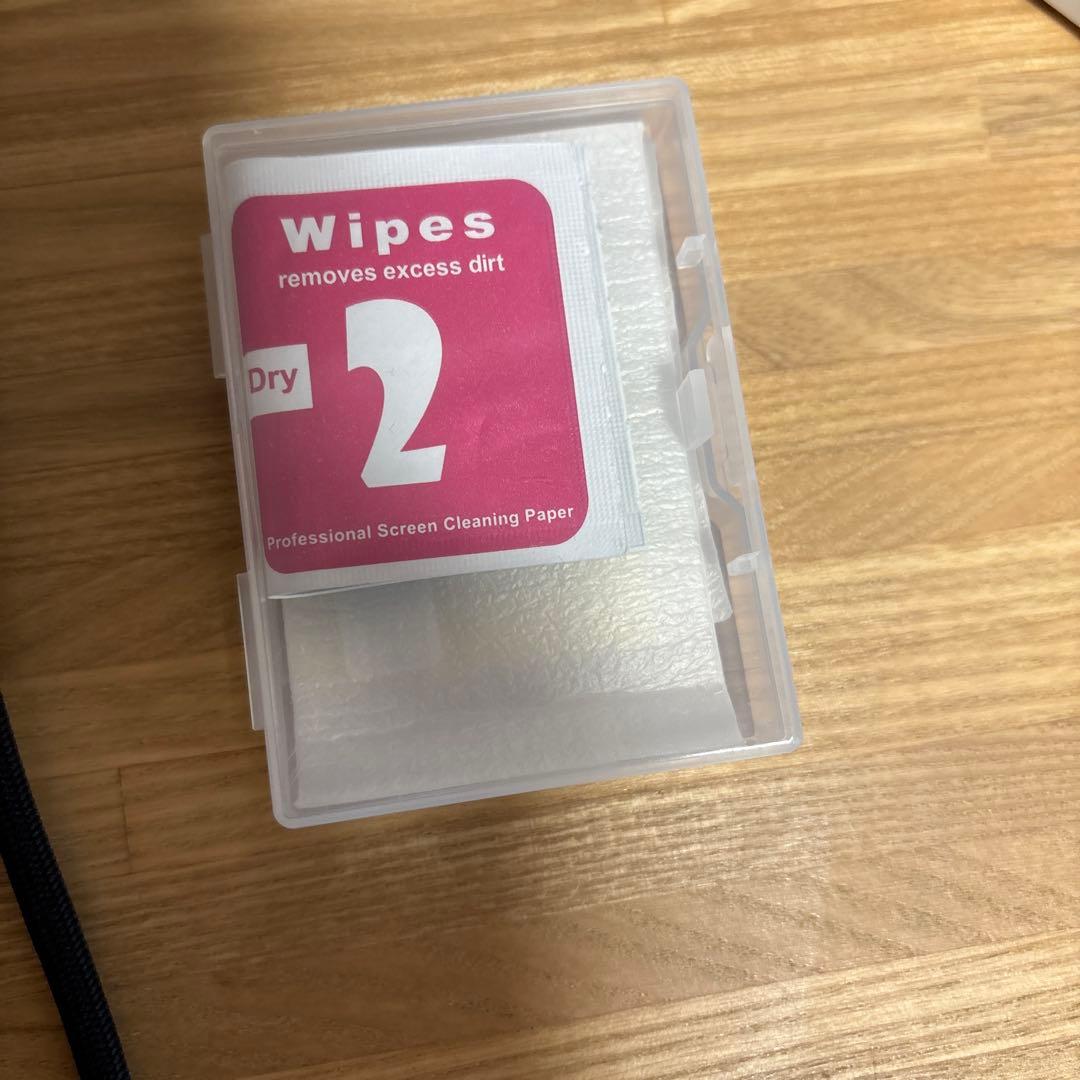 Wipes
removes excess dirt
Dry
2
Professional Screen Cleaning Paper